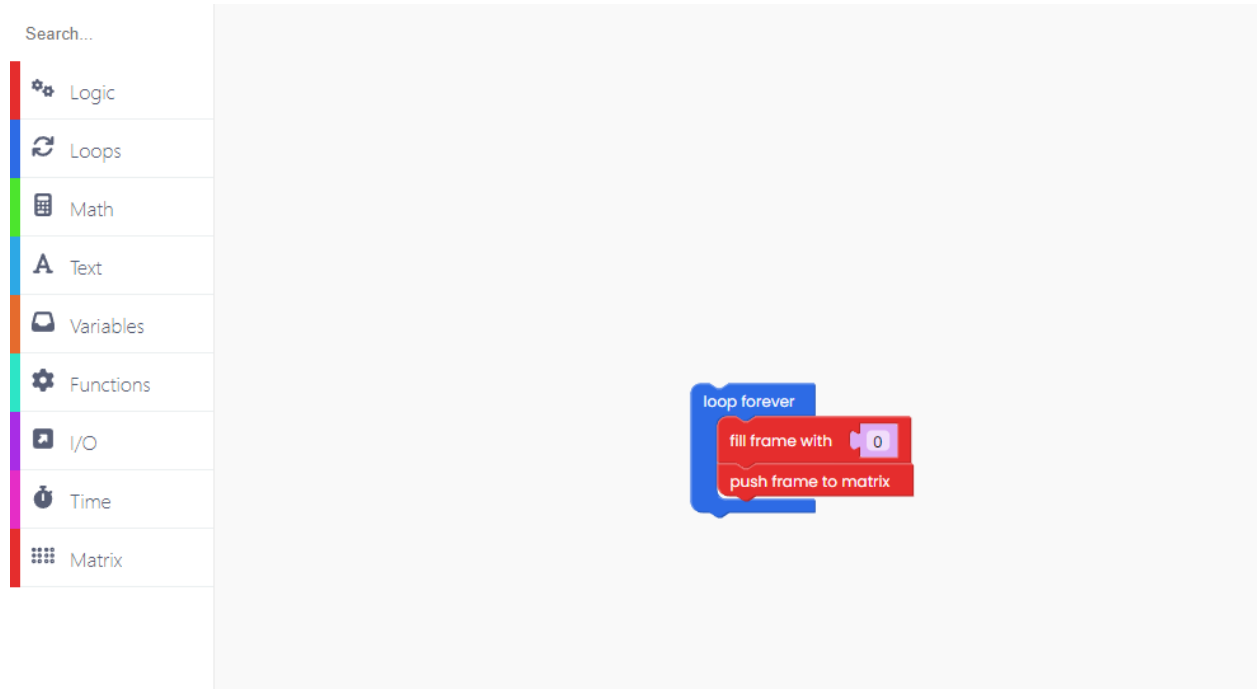 Search...
Logic
Loops
Math
Text
Variables
Functions
I/O
Time
Matrix
loop forever
fill frame with 0
push frame to matrix